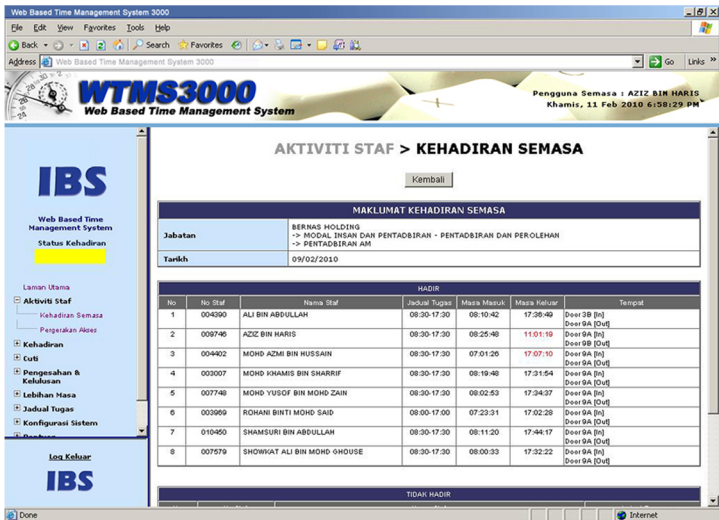 Web Based Time Management System 3000
File Edit View Favorites Tools Help
Back Search Favorites
Address Web Based Time Management System 3000 Go Links »
WTMS3000
Web Based Time Management System
Pengguna Semasa : AZIZ BIN HARIS
Khamis, 11 Feb 2010 6:58:29 PM
IBS
Web Based Time
Management System
Status Kehadiran
Laman Utama
Aktiviti Staf
Kehadiran Semasa
Pergerakan Akses
Kehadiran
Cuti
Pengesahan &
Kelulusan
Lebihan Masa
Jadual Tugas
Konfigurasi Sistem
Log Keluar
IBS
AKTIVITI STAF > KEHADIRAN SEMASA
Kembali
MAKLUMAT KEHADIRAN SEMASA
Jabatan
BERNAS HOLDING
-> MODAL INSAN DAN PENTADBIRAN - PENTADBIRAN DAN PEROLEHAN
-> PENTADBIRAN AM
Tarikh 09/02/2010
HADIR
No No Staf Nama Staf Jadual Tugas Masa Masuk Masa Keluar Tempat
1 004390 ALI BIN ABDULLAH 08:30-17:30 08:10:42 17:36:49 Door 3B [In]
Door 9A [Out]
2 009746 AZIZ BIN HARIS 08:30-17:30 08:25:48 11:01:19 Door 9A [In]
Door 9B [Out]
3 004402 MOHD AZMI BIN HUSSAIN 08:30-17:30 07:01:26 17:07:10 Door 9A [In]
Door 9A [Out]
4 003007 MOHD KHAMIS BIN SHARRIF 08:30-17:30 08:19:48 17:31:54 Door 9A [In]
Door 9A [Out]
5 007748 MOHD YUSOF BIN MOHD ZAIN 08:30-17:30 08:02:53 17:34:37 Door 9A [In]
Door 9A [Out]
6 003969 ROHANI BINTI MOHD SAID 08:00-17:00 07:23:31 17:02:28 Door 9A [In]
Door 9A [Out]
7 010450 SHAMSURI BIN ABDULLAH 08:30-17:30 08:11:20 17:44:17 Door 9A [In]
Door 9A [Out]
8 007579 SHOWKAT ALI BIN MOHD GHOUSE 08:30-17:30 08:00:33 17:32:22 Door 9A [In]
Door 9A [Out]
TIDAK HADIR
Done Internet